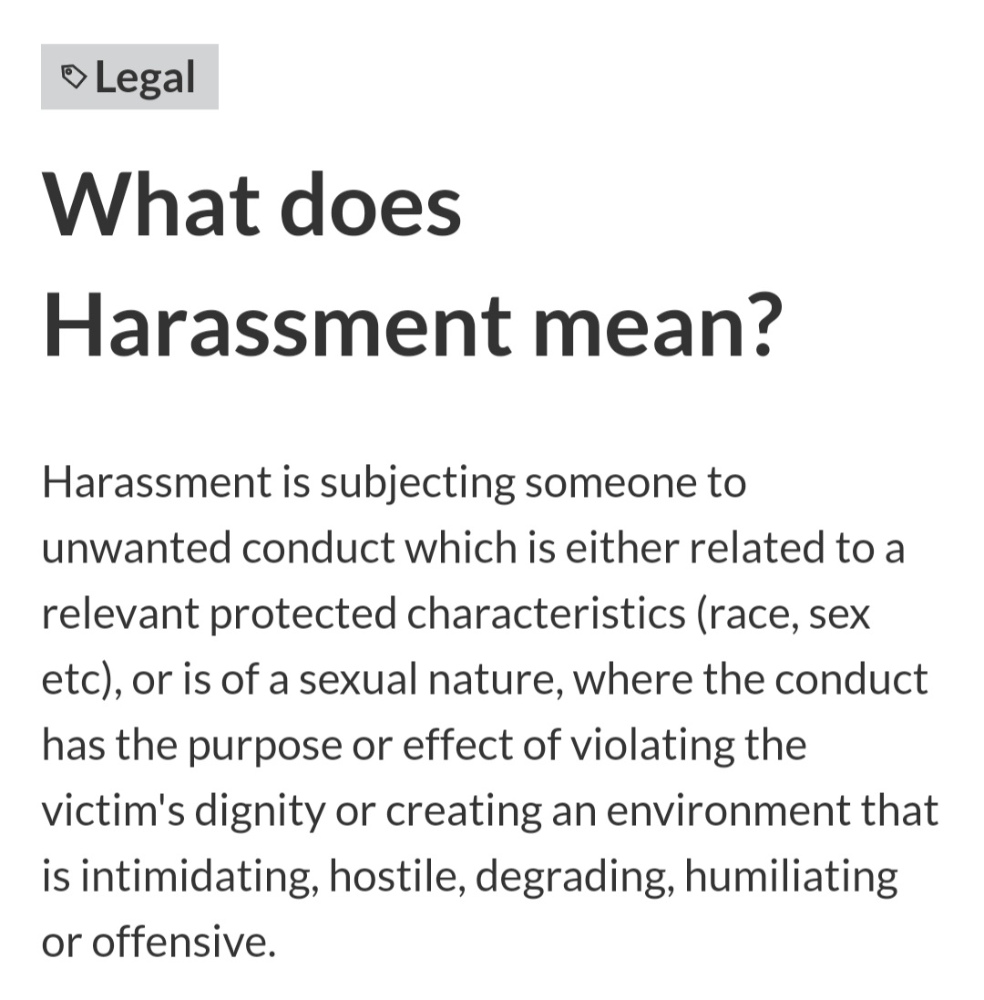 Legal
What does
Harassment mean?
Harassment is subjecting someone to
unwanted conduct which is either related to a
relevant protected characteristics (race, sex
etc), or is of a sexual nature, where the conduct
has the purpose or effect of violating the
victim's dignity or creating an environment that
is intimidating, hostile, degrading, humiliating
or offensive.